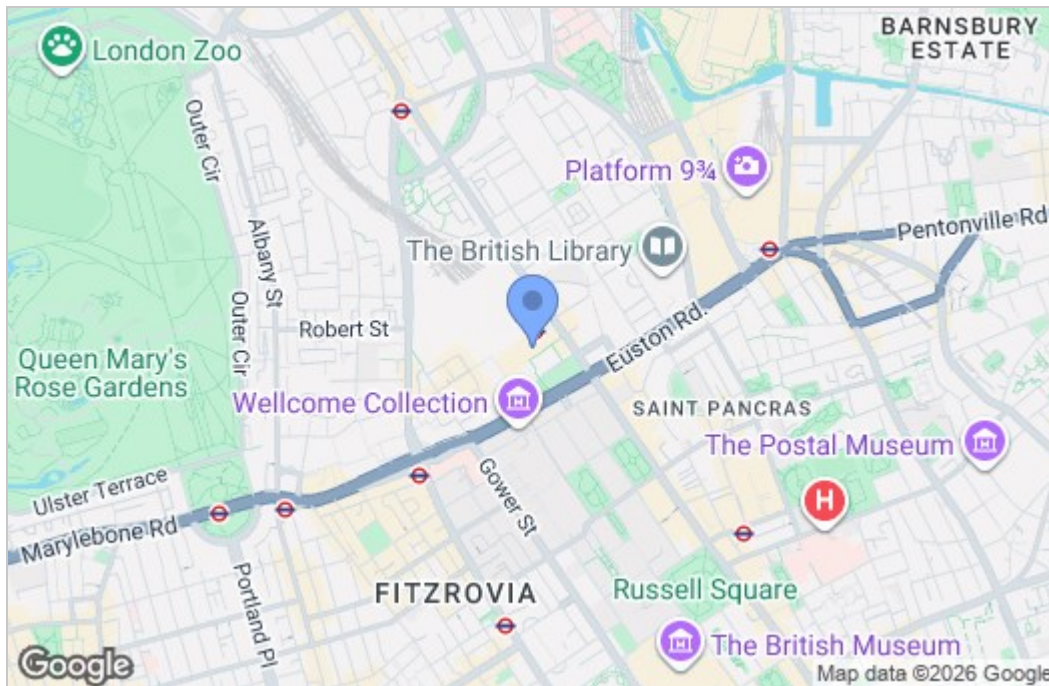 BARNSBURY
ESTATE
London Zoo
Outer Cir
Platform 9¾
Albany St
Pentonville Rd
The British Library
Outer Cir
Robert St
Euston Rd.
Queen Mary's
Rose Gardens
Wellcome Collection
SAINT PANCRAS
The Postal Museum
Ulster Terrace
Gower St
H
Marylebone Rd
Portland Pl
FITZROVIA
Russell Square
The British Museum
Google
Map data ©2026 Google